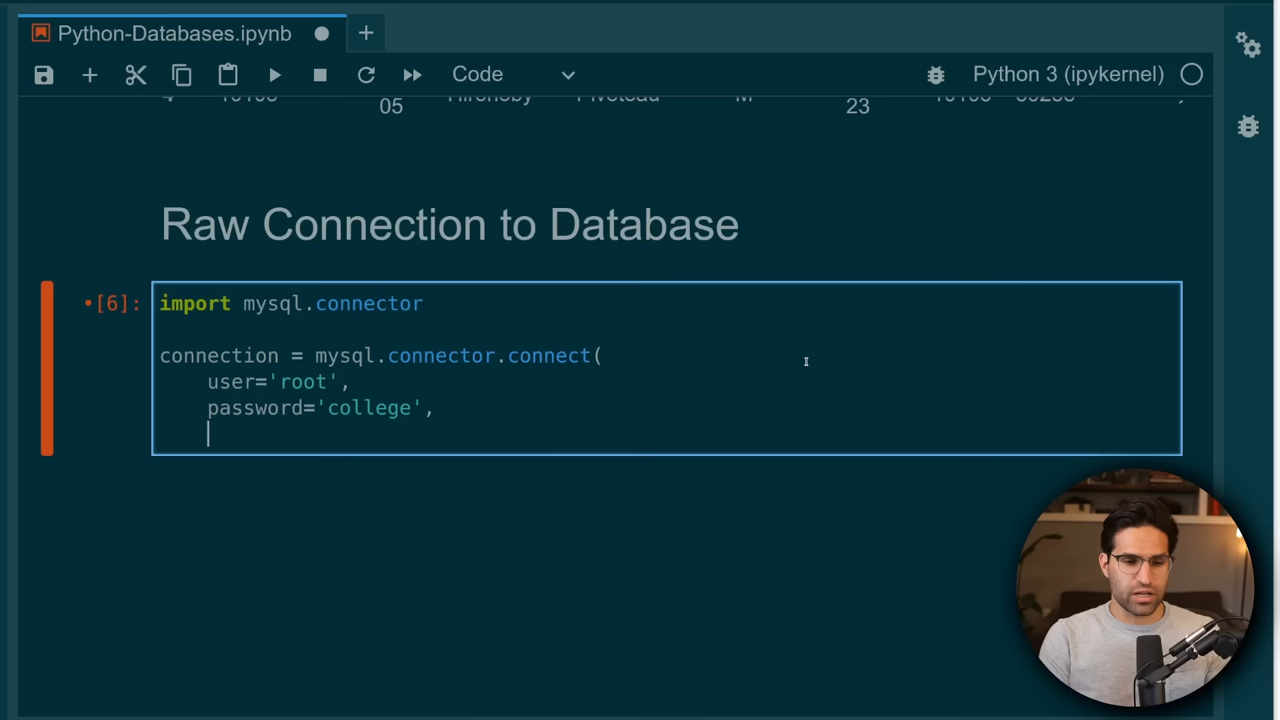 Python-Databases.ipynb
Code
Python 3 (ipykernel)
05 23
Raw Connection to Database
[6]: import mysql.connector
connection = mysql.connector.connect(
user='root',
password='college',